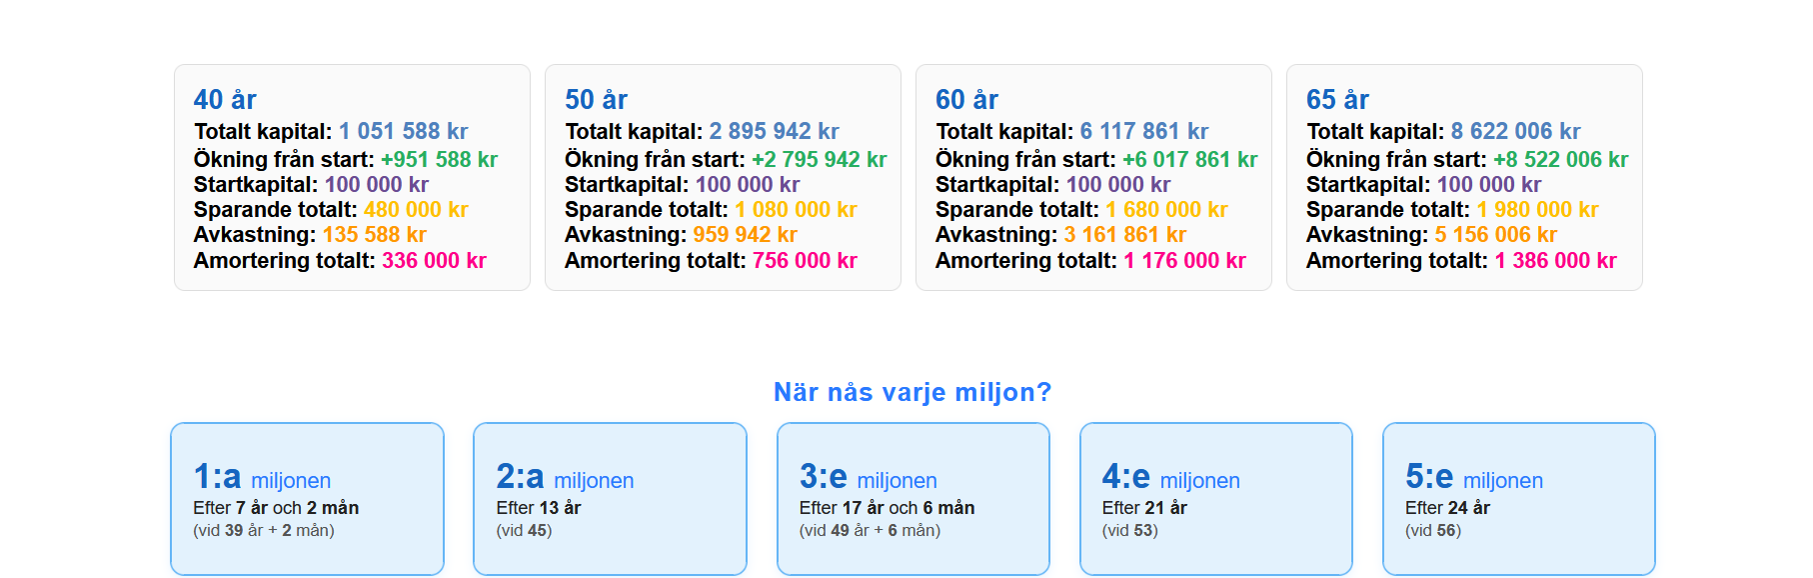 40 år
Totalt kapital: 1 051 588 kr
Ökning från start: +951 588 kr
Startkapital: 100 000 kr
Sparande totalt: 480 000 kr
Avkastning: 135 588 kr
Amortering totalt: 336 000 kr
50 år
Totalt kapital: 2 895 942 kr
Ökning från start: +2 795 942 kr
Startkapital: 100 000 kr
Sparande totalt: 1 080 000 kr
Avkastning: 959 942 kr
Amortering totalt: 756 000 kr
60 år
Totalt kapital: 6 117 861 kr
Ökning från start: +6 017 861 kr
Startkapital: 100 000 kr
Sparande totalt: 1 680 000 kr
Avkastning: 3 161 861 kr
Amortering totalt: 1 176 000 kr
65 år
Totalt kapital: 8 622 006 kr
Ökning från start: +8 522 006 kr
Startkapital: 100 000 kr
Sparande totalt: 1 980 000 kr
Avkastning: 5 156 006 kr
Amortering totalt: 1 386 000 kr
När nås varje miljon?
1:a miljonen
Efter 7 år och 2 mån
(vid 39 år + 2 mån)
2:a miljonen
Efter 13 år
(vid 45)
3:e miljonen
Efter 17 år och 6 mån
(vid 49 år + 6 mån)
4:e miljonen
Efter 21 år
(vid 53)
5:e miljonen
Efter 24 år
(vid 56)